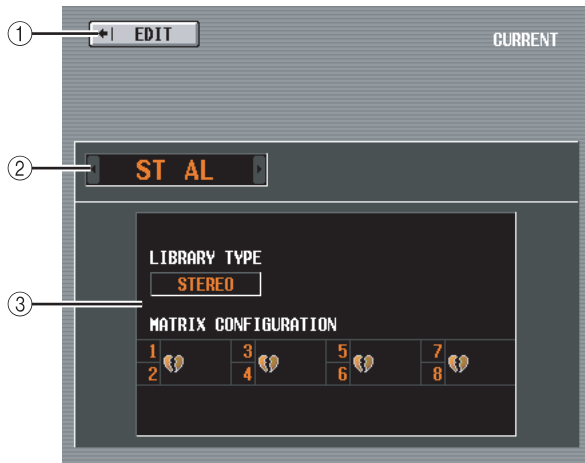 ① EDIT CURRENT
② ST AL
LIBRARY TYPE
③ STEREO
MATRIX CONFIGURATION
1 3 5 7
2 4 6 8